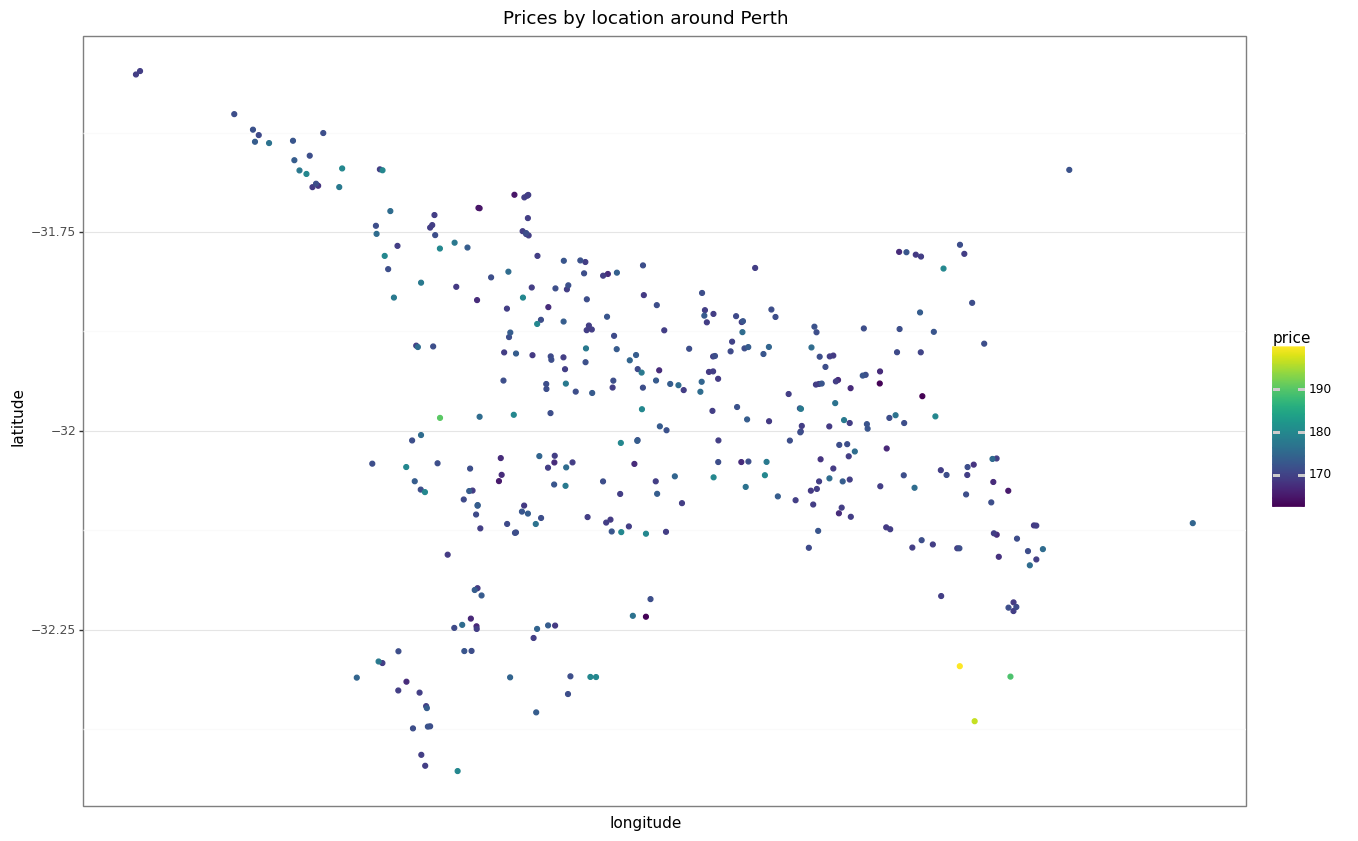 Prices by location around Perth
−31.75
−32
−32.25
latitude
longitude
price
190
180
170